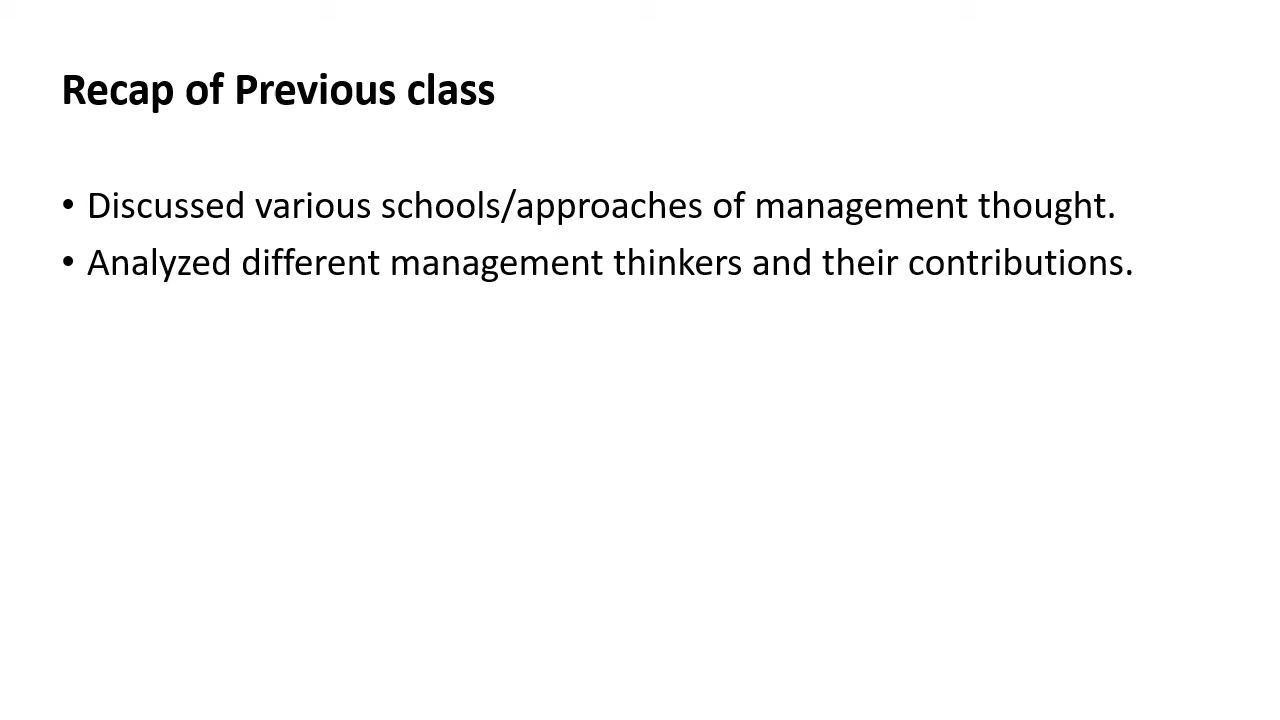 Recap of Previous class
• Discussed various schools/approaches of management thought.
• Analyzed different management thinkers and their contributions.